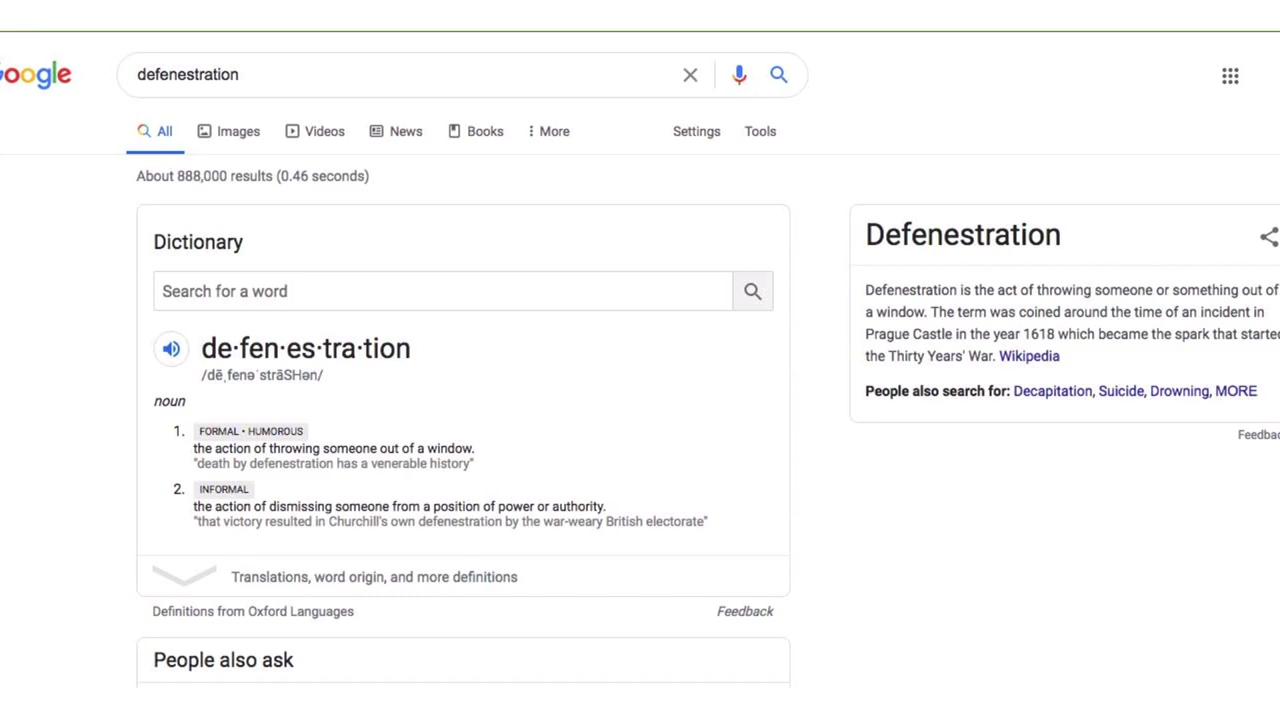 Google
defenestration
All Images Videos News Books More Settings Tools
About 888,000 results (0.46 seconds)
Dictionary
Search for a word
de·fen·es·tra·tion
/dēˌfenəˈstrāSHən/
noun
1. FORMAL • HUMOROUS
the action of throwing someone out of a window.
"death by defenestration has a venerable history"
2. INFORMAL
the action of dismissing someone from a position of power or authority.
"that victory resulted in Churchill's own defenestration by the war-weary British electorate"
Translations, word origin, and more definitions
Definitions from Oxford Languages Feedback
People also ask
Defenestration
Defenestration is the act of throwing someone or something out of
a window. The term was coined around the time of an incident in
Prague Castle in the year 1618 which became the spark that started
the Thirty Years' War. Wikipedia
People also search for: Decapitation, Suicide, Drowning, MORE
Feedbac